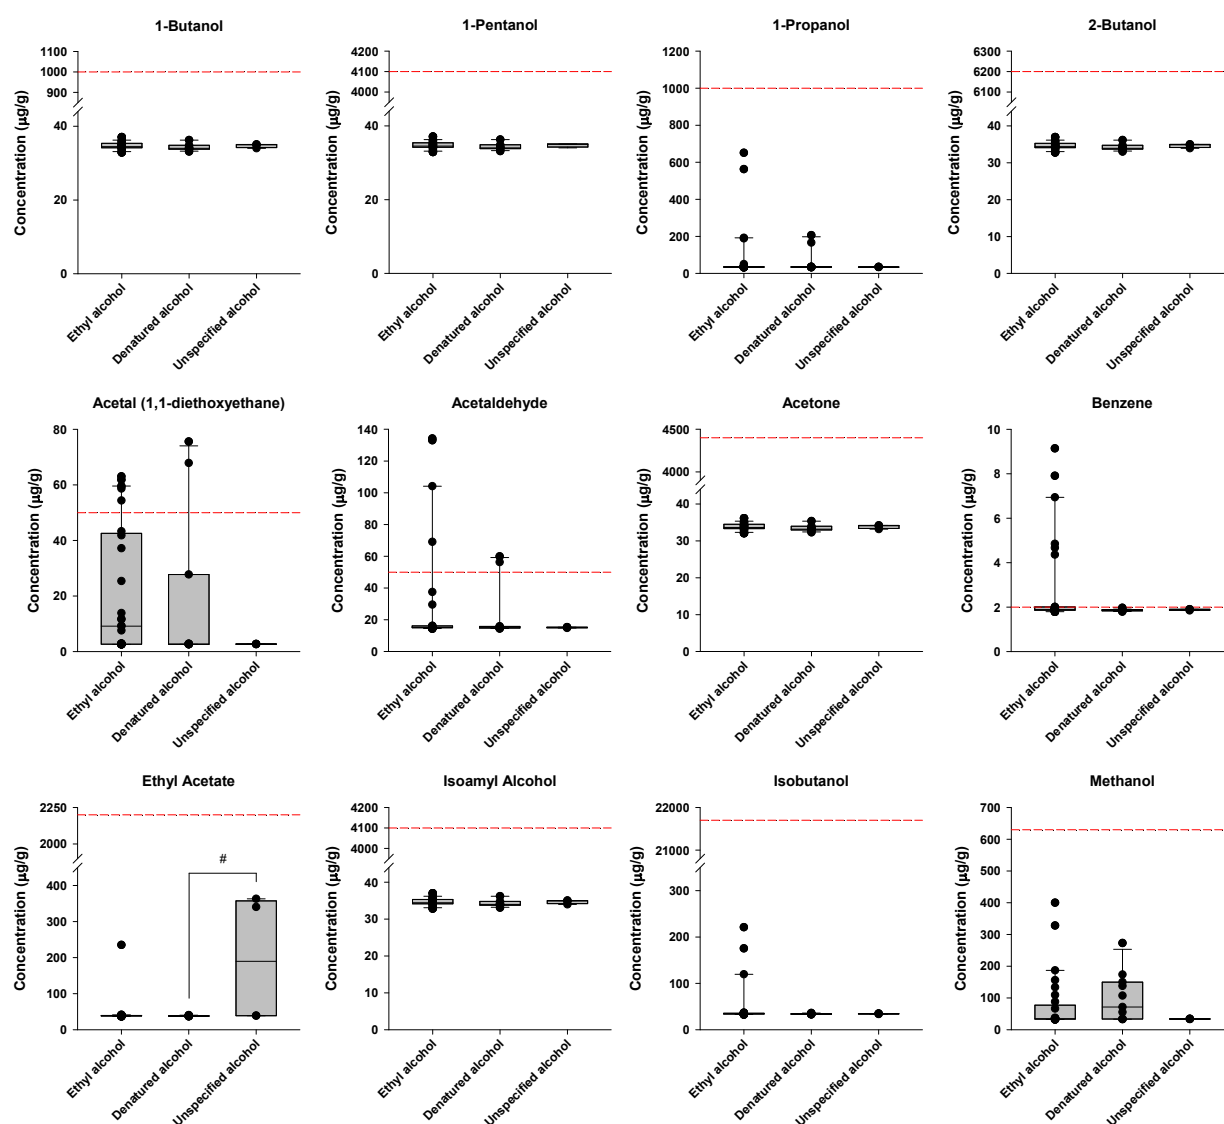 1-Butanol
Concentration (µg/g)
1100
1000
900
40
20
0
Ethyl alcohol
Denatured alcohol
Unspecified alcohol
1-Pentanol
Concentration (µg/g)
4200
4100
4000
40
20
0
Ethyl alcohol
Denatured alcohol
Unspecified alcohol
1-Propanol
Concentration (µg/g)
1200
1000
800
600
400
200
0
Ethyl alcohol
Denatured alcohol
Unspecified alcohol
2-Butanol
Concentration (µg/g)
6300
6200
6100
40
30
20
10
0
Ethyl alcohol
Denatured alcohol
Unspecified alcohol
Acetal (1,1-diethoxyethane)
Concentration (µg/g)
80
60
40
20
0
Ethyl alcohol
Denatured alcohol
Unspecified alcohol
Acetaldehyde
Concentration (µg/g)
140
120
100
80
60
40
20
0
Ethyl alcohol
Denatured alcohol
Unspecified alcohol
Acetone
Concentration (µg/g)
4500
4000
40
30
20
10
0
Ethyl alcohol
Denatured alcohol
Unspecified alcohol
Benzene
Concentration (µg/g)
10
8
6
4
2
0
Ethyl alcohol
Denatured alcohol
Unspecified alcohol
Ethyl Acetate
Concentration (µg/g)
2250
2000
400
300
200
100
0
#
Ethyl alcohol
Denatured alcohol
Unspecified alcohol
Isoamyl Alcohol
Concentration (µg/g)
4200
4100
4000
40
30
20
10
0
Ethyl alcohol
Denatured alcohol
Unspecified alcohol
Isobutanol
Concentration (µg/g)
22000
21000
300
200
100
0
Ethyl alcohol
Denatured alcohol
Unspecified alcohol
Methanol
Concentration (µg/g)
700
600
500
400
300
200
100
0
Ethyl alcohol
Denatured alcohol
Unspecified alcohol